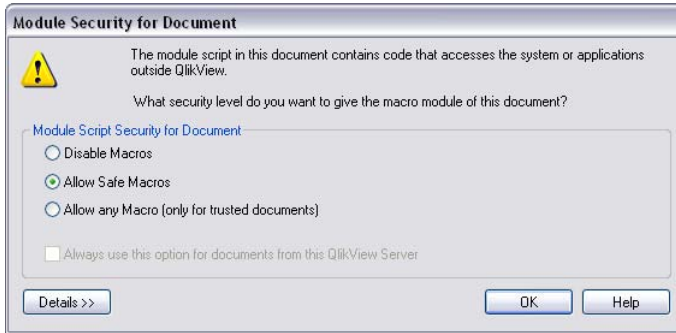 Module Security for Document
The module script in this document contains code that accesses the system or applications
outside QlikView.
What security level do you want to give the macro module of this document?
Module Script Security for Document
Disable Macros
Allow Safe Macros
Allow any Macro (only for trusted documents)
Always use this option for documents from this QlikView Server
Details >>
OK
Help